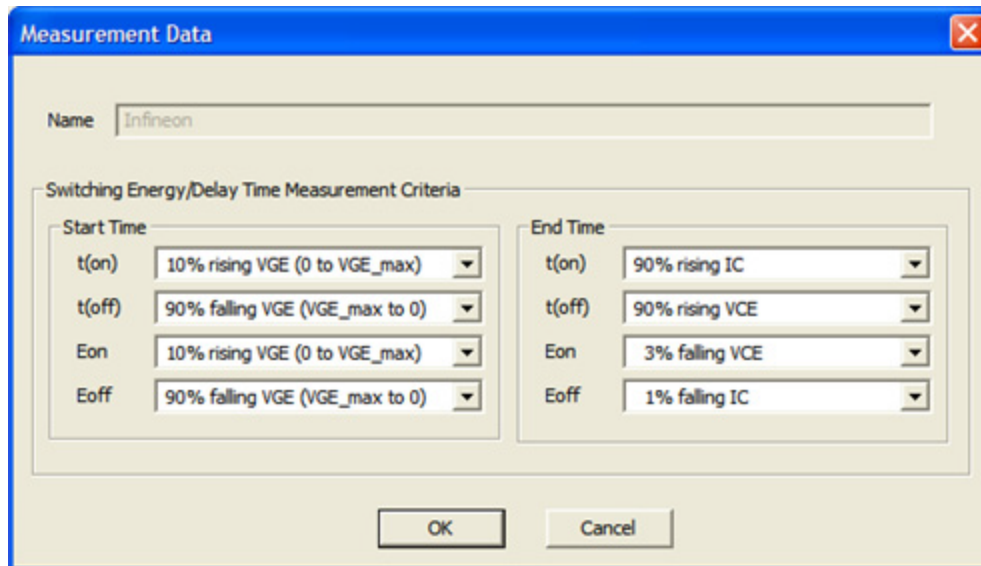 Measurement Data
Name Infineon
Switching Energy/Delay Time Measurement Criteria
Start Time
t(on) 10% rising VGE (0 to VGE_max)
t(off) 90% falling VGE (VGE_max to 0)
Eon 10% rising VGE (0 to VGE_max)
Eoff 90% falling VGE (VGE_max to 0)
End Time
t(on) 90% rising IC
t(off) 90% rising VCE
Eon 3% falling VCE
Eoff 1% falling IC
OK Cancel